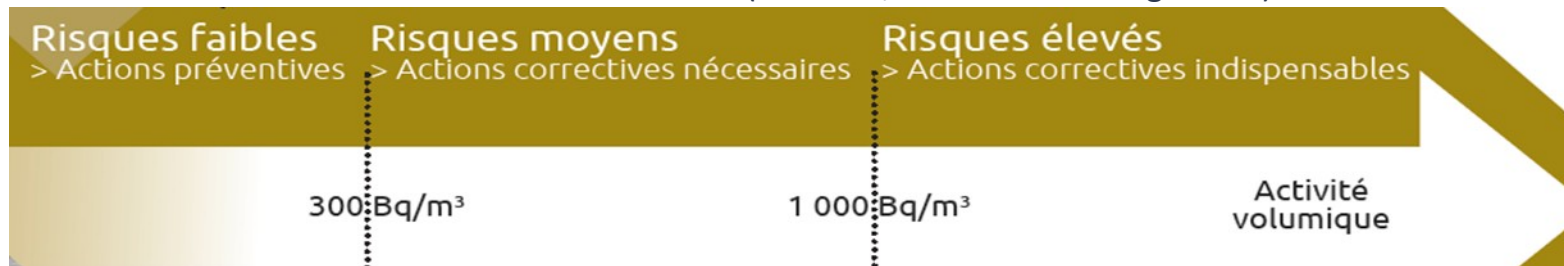 Risques faibles
> Actions préventives
Risques moyens
> Actions correctives nécessaires
Risques élevés
> Actions correctives indispensables
300 Bq/m³
1 000 Bq/m³
Activité
volumique